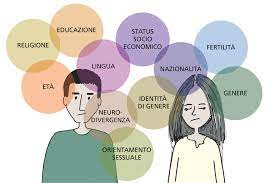 EDUCAZIONE
STATUS
SOCIO
ECONOMICO
RELIGIONE
FERTILITÀ
LINGUA
NAZIONALITÀ
ETÀ
GENERE
NEURO-
DIVERGENZA
IDENTITÀ
DI GENERE
ORIENTAMENTO
SESSUALE